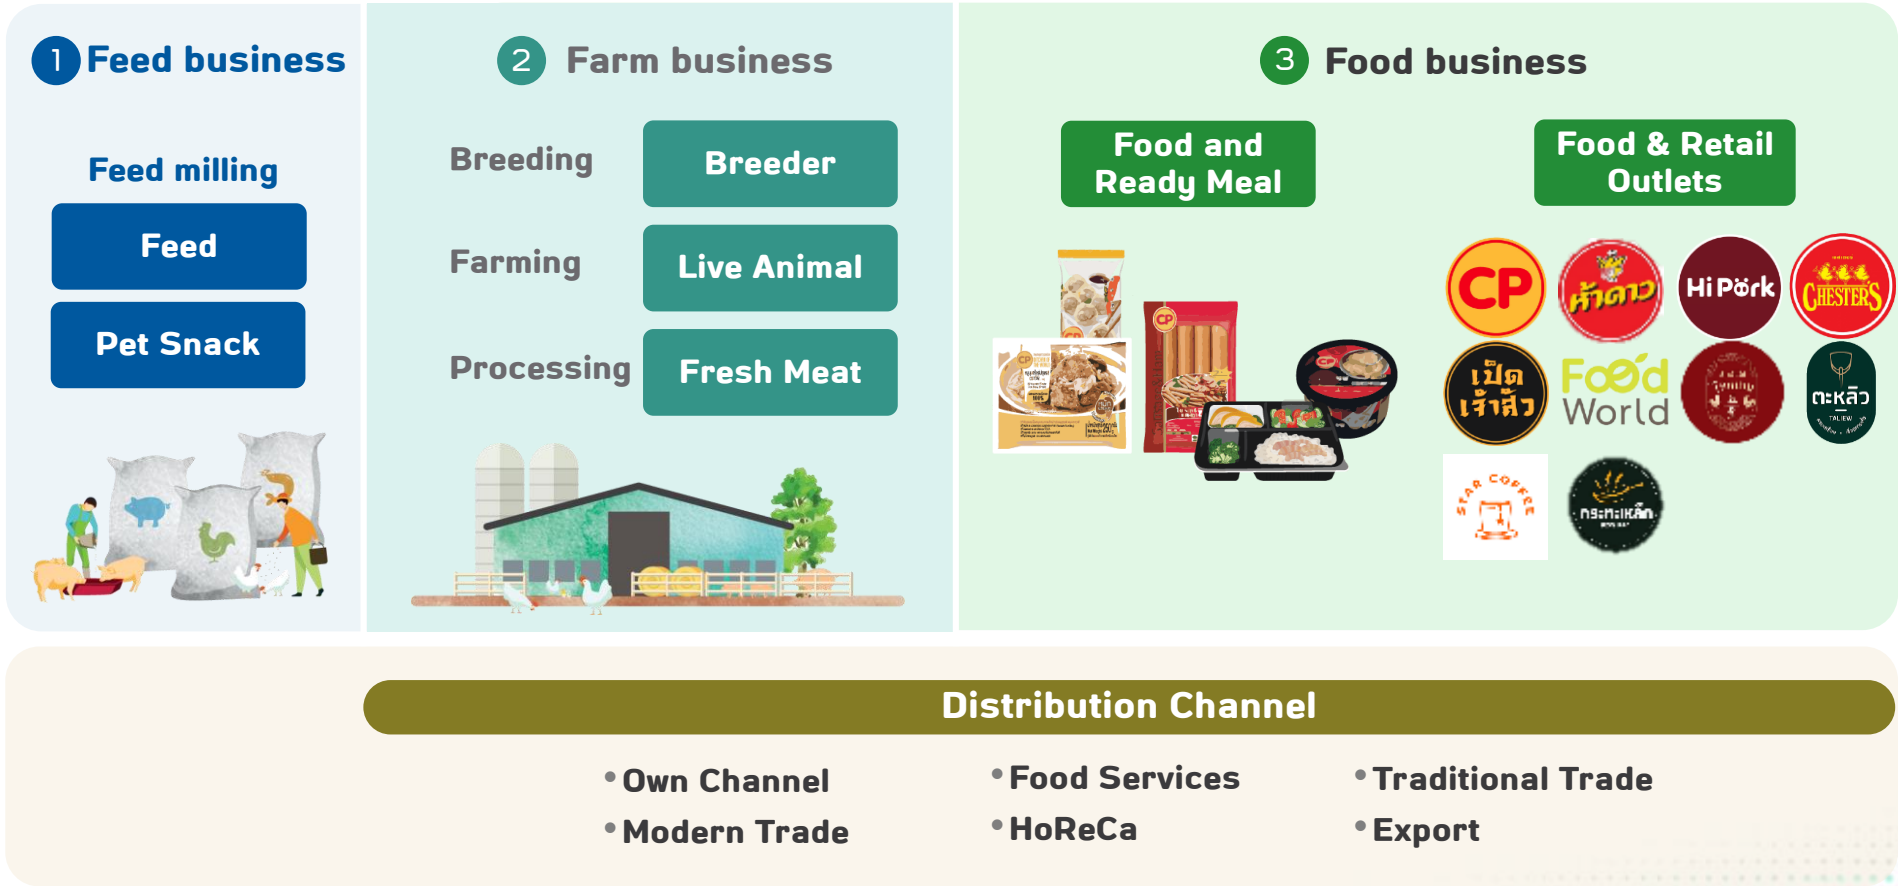 1 Feed business
Feed milling
Feed
Pet Snack
2 Farm business
Breeding
Breeder
Farming
Live Animal
Processing
Fresh Meat
3 Food business
Food and
Ready Meal
Food & Retail
Outlets
CP
CP
CP
ห้าดาว
Hi Pork
CHESTER'S
เป็ด
เจ้าสัว
Food
World
ตะหลิว
TALIEW
STAR COFFEE
กระทะเหล็ก
Distribution Channel
• Own Channel
• Modern Trade
• Food Services
• HoReCa
• Traditional Trade
• Export